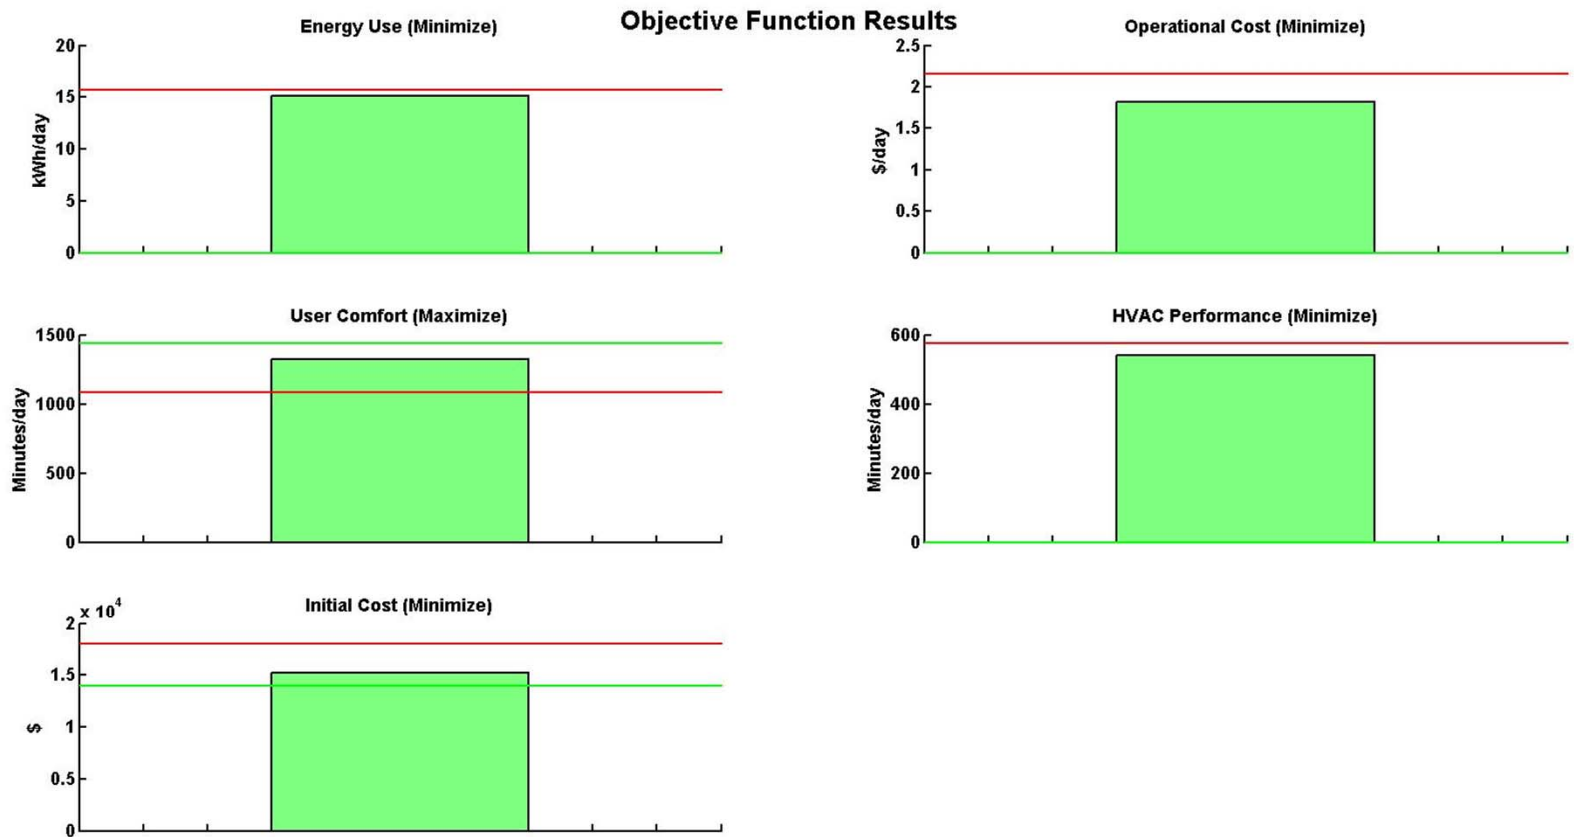 Objective Function Results
Energy Use (Minimize)
kWh/day
20
15
10
5
0
Operational Cost (Minimize)
$/day
2.5
2
1.5
1
0.5
0
User Comfort (Maximize)
Minutes/day
1500
1000
500
0
HVAC Performance (Minimize)
Minutes/day
600
400
200
0
Initial Cost (Minimize)
x 10^4
$
2
1.5
1
0.5
0